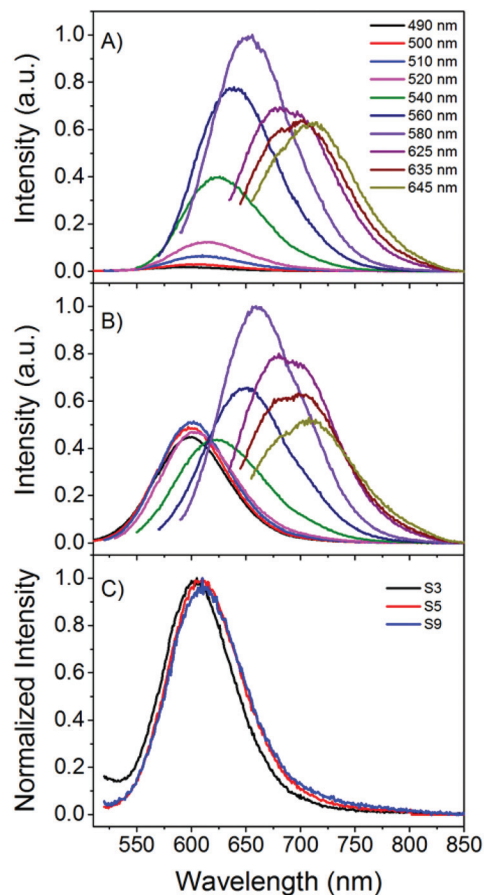 A)
490 nm
500 nm
510 nm
520 nm
540 nm
560 nm
580 nm
625 nm
635 nm
645 nm
Intensity (a.u.)
1.0
0.8
0.6
0.4
0.2
0.0
B)
Intensity (a.u.)
1.0
0.8
0.6
0.4
0.2
0.0
C)
S3
S5
S9
Normalized Intensity
1.0
0.8
0.6
0.4
0.2
0.0
550 600 650 700 750 800 850
Wavelength (nm)